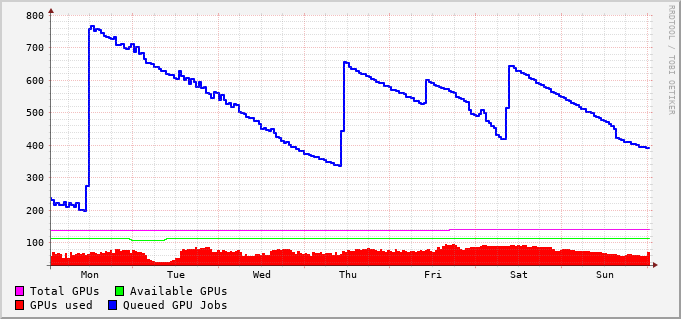 800
700
600
500
400
300
200
100
Mon Tue Wed Thu Fri Sat Sun
Total GPUs Available GPUs
GPUs used Queued GPU Jobs
RRDTOOL / TOBI OETIKER